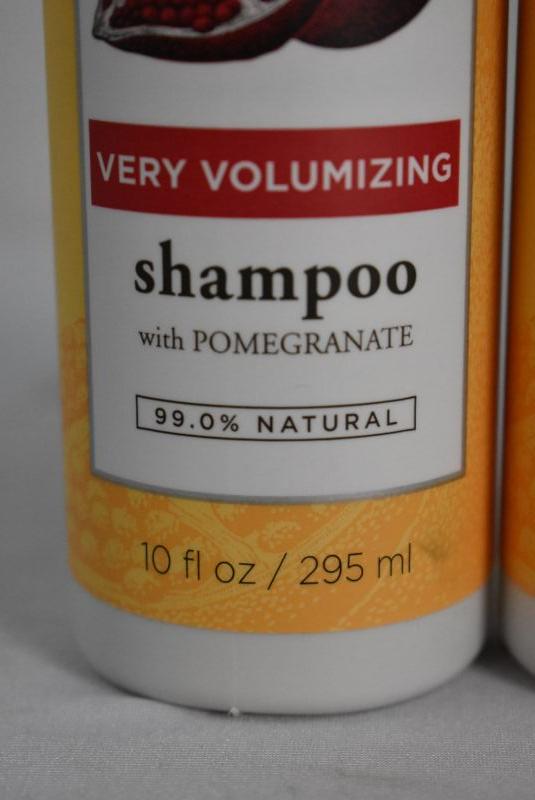 VERY VOLUMIZING
shampoo
with POMEGRANATE
99.0% NATURAL
10 fl oz / 295 ml